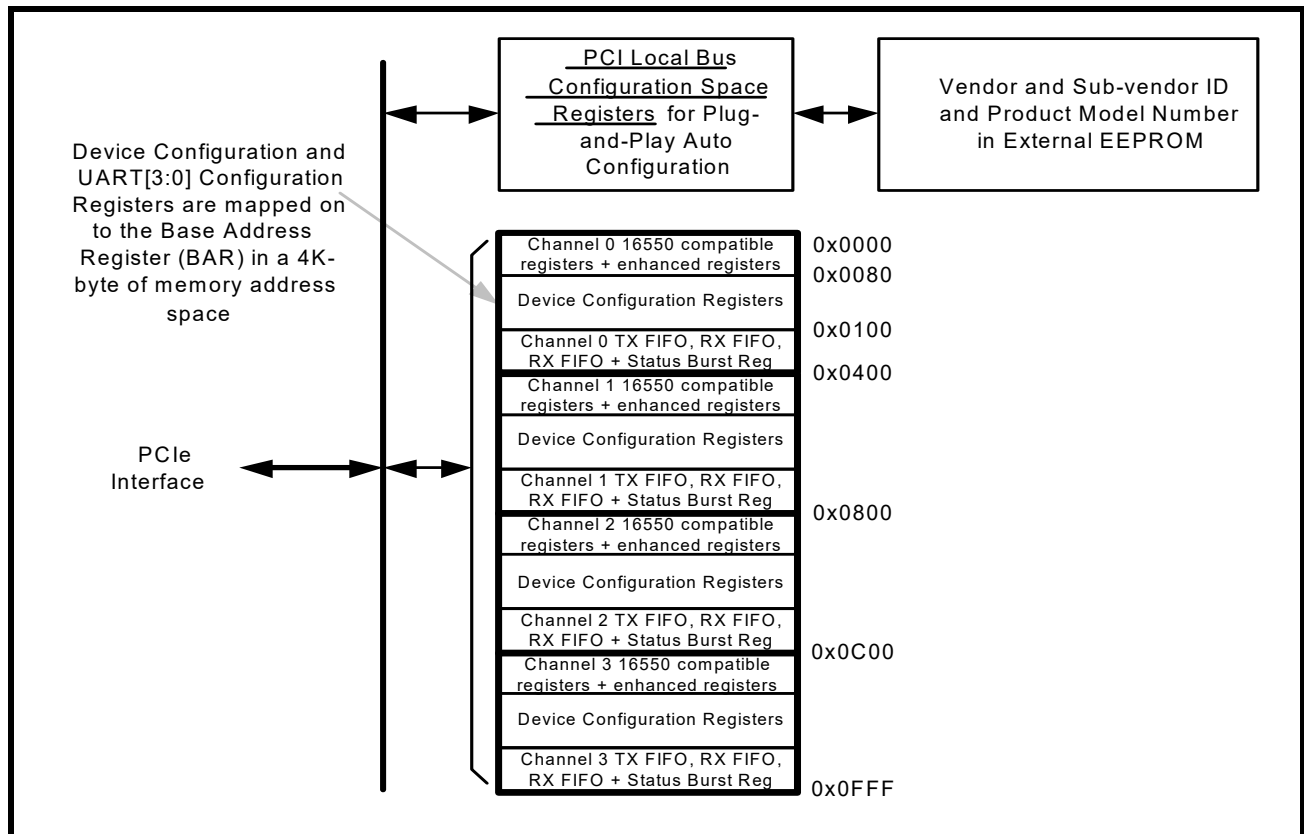 PCI Local Bus
Configuration Space
Registers for Plug-
and-Play Auto
Configuration
Vendor and Sub-vendor ID
and Product Model Number
in External EEPROM
Device Configuration and
UART[3:0] Configuration
Registers are mapped on
to the Base Address
Register (BAR) in a 4K-
byte of memory address
space
PCIe
Interface
Channel 0 16550 compatible
registers + enhanced registers
0x0000
0x0080
Device Configuration Registers
0x0100
Channel 0 TX FIFO, RX FIFO,
RX FIFO + Status Burst Reg
0x0400
Channel 1 16550 compatible
registers + enhanced registers
Device Configuration Registers
Channel 1 TX FIFO, RX FIFO,
RX FIFO + Status Burst Reg
0x0800
Channel 2 16550 compatible
registers + enhanced registers
Device Configuration Registers
Channel 2 TX FIFO, RX FIFO,
RX FIFO + Status Burst Reg
0x0C00
Channel 3 16550 compatible
registers + enhanced registers
Device Configuration Registers
Channel 3 TX FIFO, RX FIFO,
RX FIFO + Status Burst Reg
0x0FFF